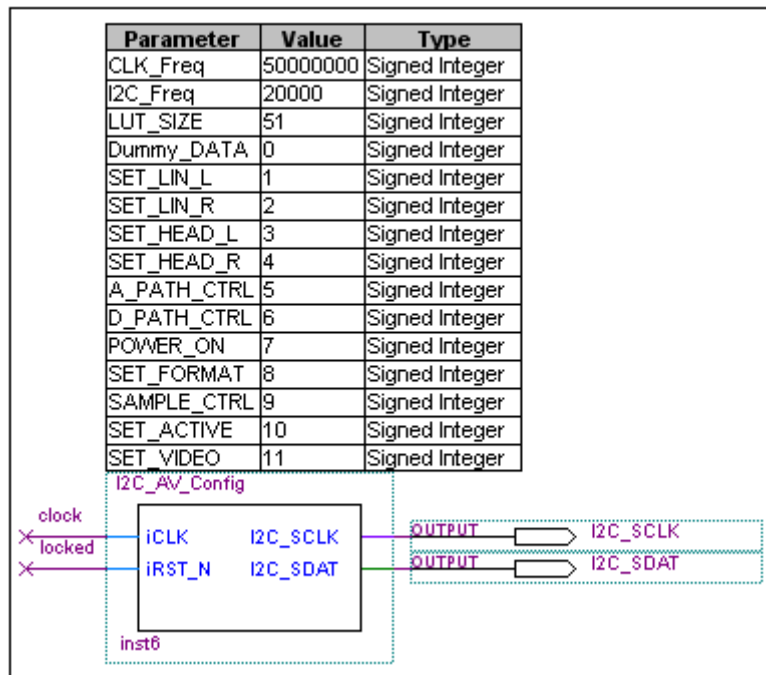 Parameter Value Type
CLK_Freq 50000000 Signed Integer
I2C_Freq 20000 Signed Integer
LUT_SIZE 51 Signed Integer
Dummy_DATA 0 Signed Integer
SET_LIN_L 1 Signed Integer
SET_LIN_R 2 Signed Integer
SET_HEAD_L 3 Signed Integer
SET_HEAD_R 4 Signed Integer
A_PATH_CTRL 5 Signed Integer
D_PATH_CTRL 6 Signed Integer
POWER_ON 7 Signed Integer
SET_FORMAT 8 Signed Integer
SAMPLE_CTRL 9 Signed Integer
SET_ACTIVE 10 Signed Integer
SET_VIDEO 11 Signed Integer
I2C_AV_Config
clock iCLK I2C_SCLK OUTPUT I2C_SCLK
locked iRST_N I2C_SDAT OUTPUT I2C_SDAT
inst6